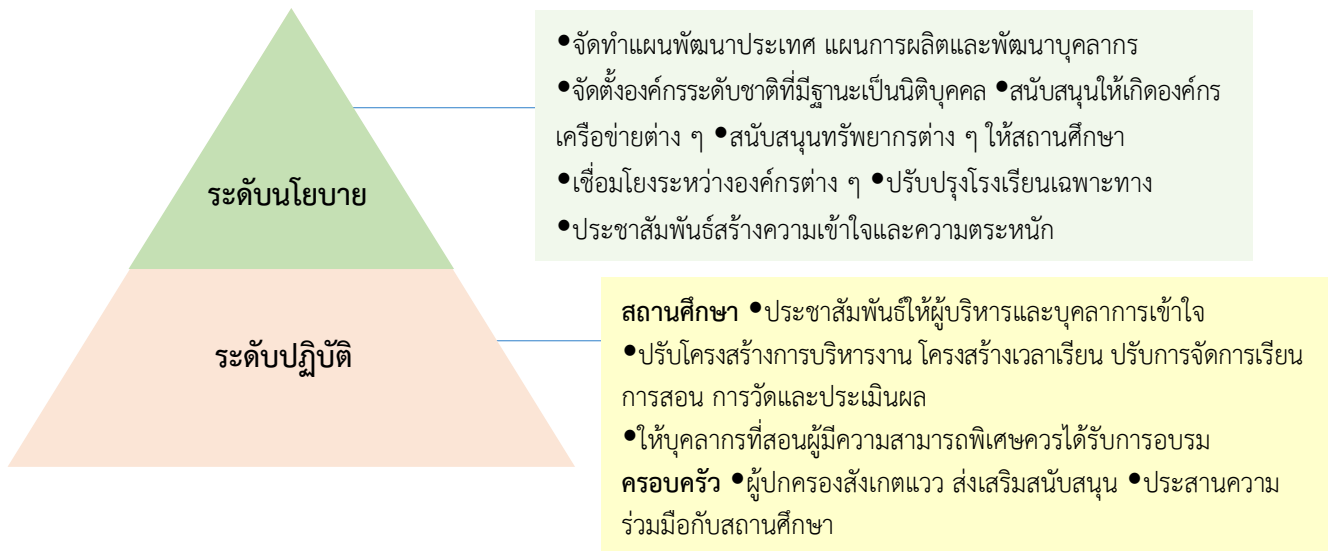 ระดับนโยบาย
●จัดทำแผนพัฒนาประเทศ แผนการผลิตและพัฒนาบุคลากร
●จัดตั้งองค์กรระดับชาติที่มีฐานะเป็นนิติบุคคล ●สนับสนุนให้เกิดองค์กร
เครือข่ายต่าง ๆ ●สนับสนุนทรัพยากรต่าง ๆ ให้สถานศึกษา
●เชื่อมโยงระหว่างองค์กรต่าง ๆ ●ปรับปรุงโรงเรียนเฉพาะทาง
●ประชาสัมพันธ์สร้างความเข้าใจและความตระหนัก
ระดับปฏิบัติ
สถานศึกษา ●ประชาสัมพันธ์ให้ผู้บริหารและบุคลาการเข้าใจ
●ปรับโครงสร้างการบริหารงาน โครงสร้างเวลาเรียน ปรับการจัดการเรียน
การสอน การวัดและประเมินผล
●ให้บุคลากรที่สอนผู้มีความสามารถพิเศษควรได้รับการอบรม
ครอบครัว ●ผู้ปกครองสังเกตแวว ส่งเสริมสนับสนุน ●ประสานความ
ร่วมมือกับสถานศึกษา